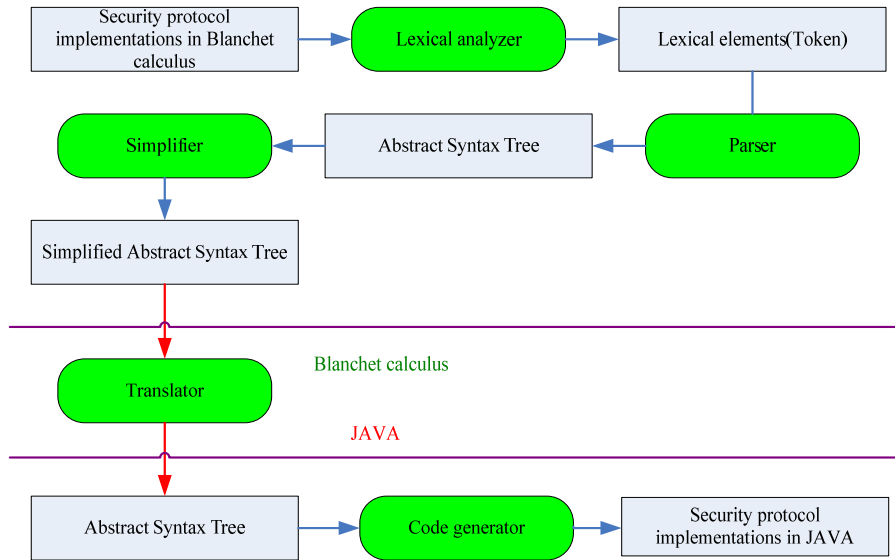 Security protocol
implementations in Blanchet
calculus
Lexical analyzer
Lexical elements(Token)
Simplifier
Abstract Syntax Tree
Parser
Simplified Abstract Syntax Tree
Blanchet calculus
Translator
JAVA
Abstract Syntax Tree
Code generator
Security protocol
implementations in JAVA